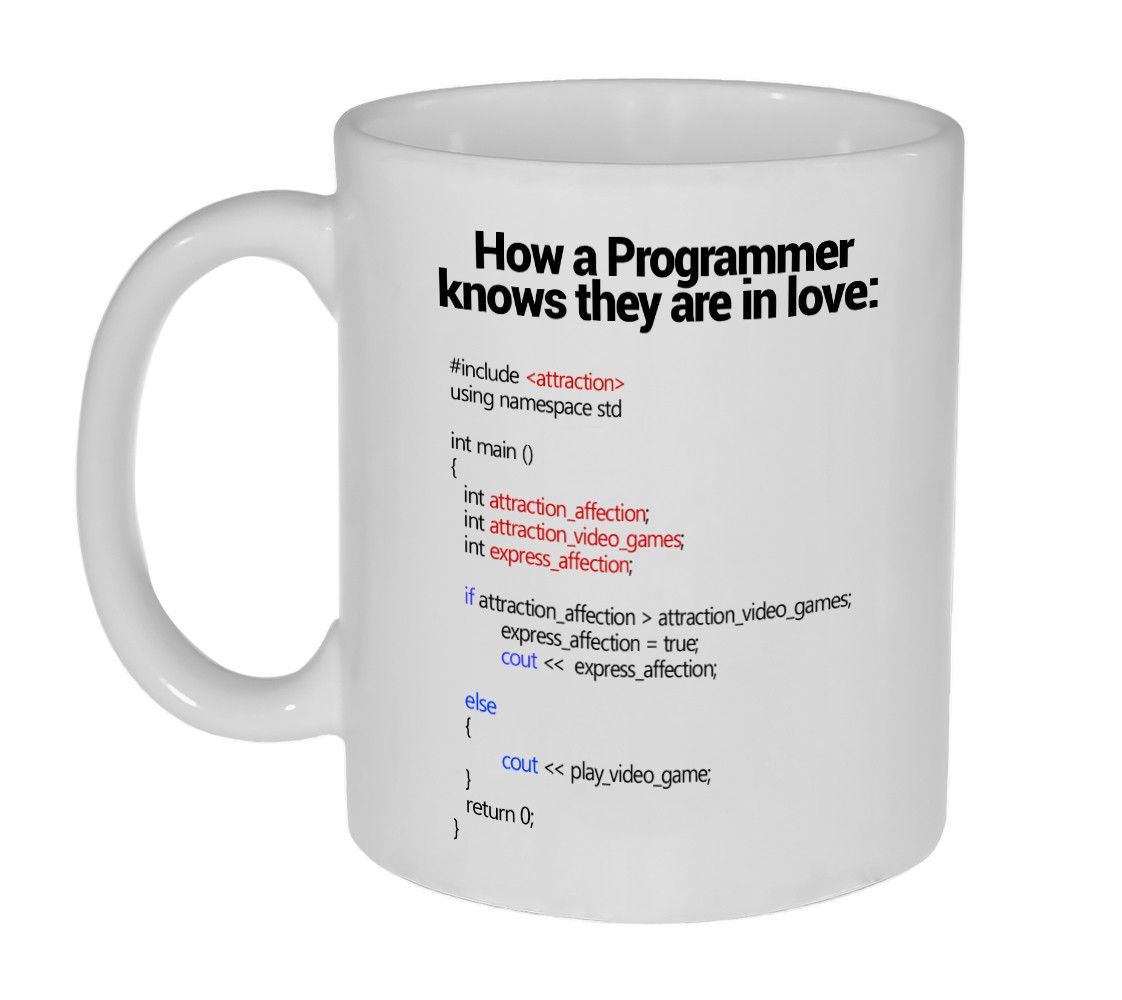 How a Programmer
knows they are in love:
#include <attraction>
using namespace std
int main ()
{
int attraction_affection;
int attraction_video_games;
int express_affection;
if attraction_affection > attraction_video_games;
express_affection = true;
cout << express_affection;
else
{
cout << play_video_game;
}
return 0;
}